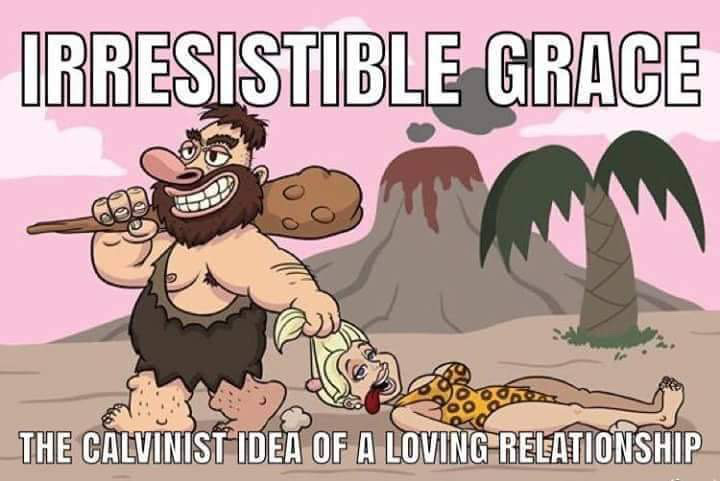 IRRESISTIBLE GRACE
THE CALVINIST IDEA OF A LOVING RELATIONSHIP